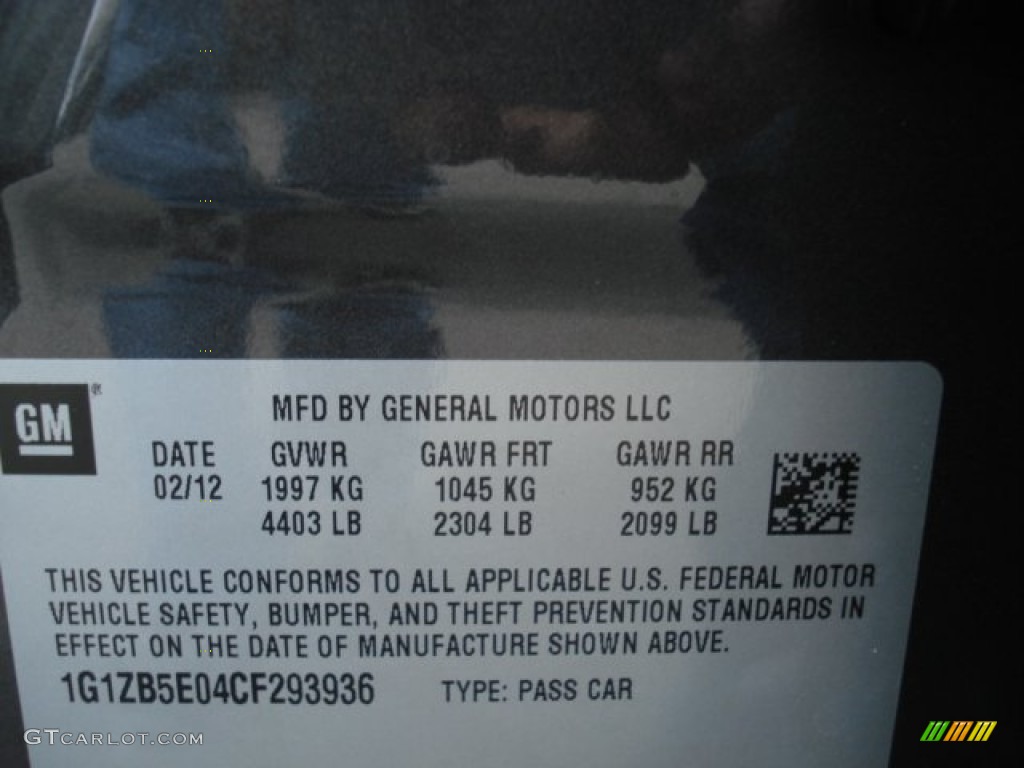 GM ®
MFD BY GENERAL MOTORS LLC
DATE GVWR GAWR FRT GAWR RR
02/12 1997 KG 1045 KG 952 KG
4403 LB 2304 LB 2099 LB
THIS VEHICLE CONFORMS TO ALL APPLICABLE U.S. FEDERAL MOTOR
VEHICLE SAFETY, BUMPER, AND THEFT PREVENTION STANDARDS IN
EFFECT ON THE DATE OF MANUFACTURE SHOWN ABOVE.
1G1ZB5E04CF293936 TYPE: PASS CAR
GTCARLOT.COM